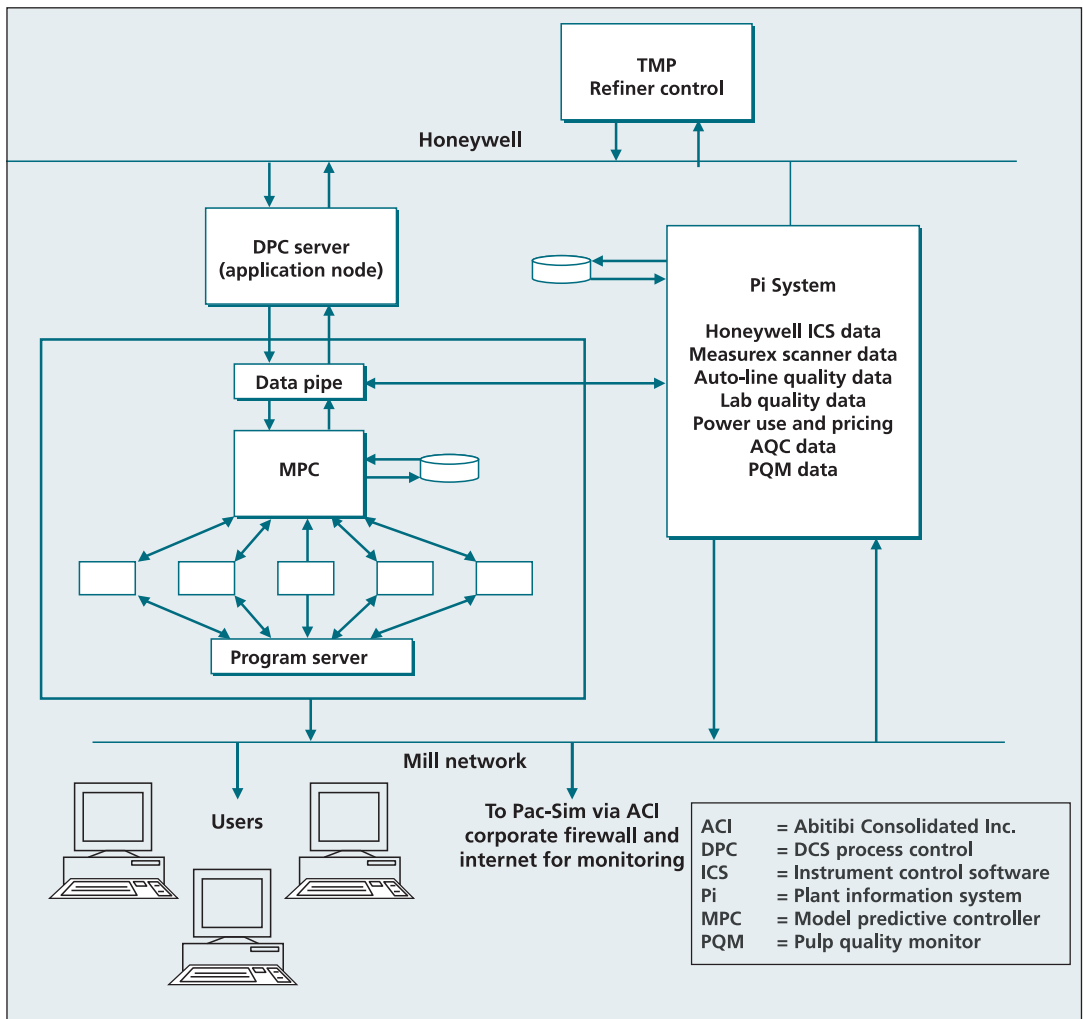 TMP
Refiner control
Honeywell
DPC server
(application node)
Pi System
Honeywell ICS data
Measurex scanner data
Auto-line quality data
Lab quality data
Power use and pricing
AQC data
PQM data
Data pipe
MPC
Program server
Mill network
Users
To Pac-Sim via ACI
corporate firewall and
internet for monitoring
ACI = Abitibi Consolidated Inc.
DPC = DCS process control
ICS = Instrument control software
Pi = Plant information system
MPC = Model predictive controller
PQM = Pulp quality monitor